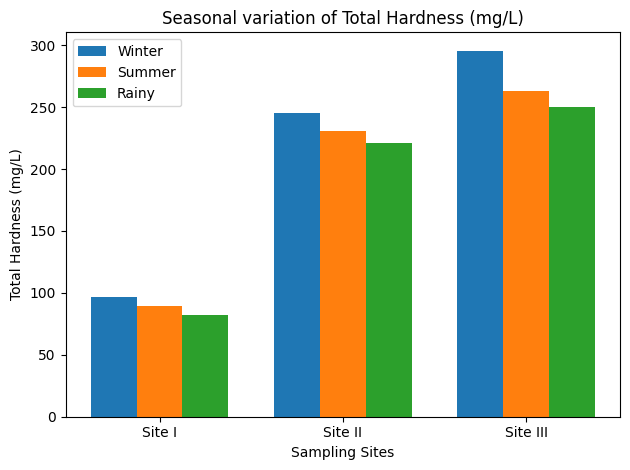 Seasonal variation of Total Hardness (mg/L)
Winter
Summer
Rainy
Total Hardness (mg/L)
300
250
200
150
100
50
0
Site I
Site II
Site III
Sampling Sites